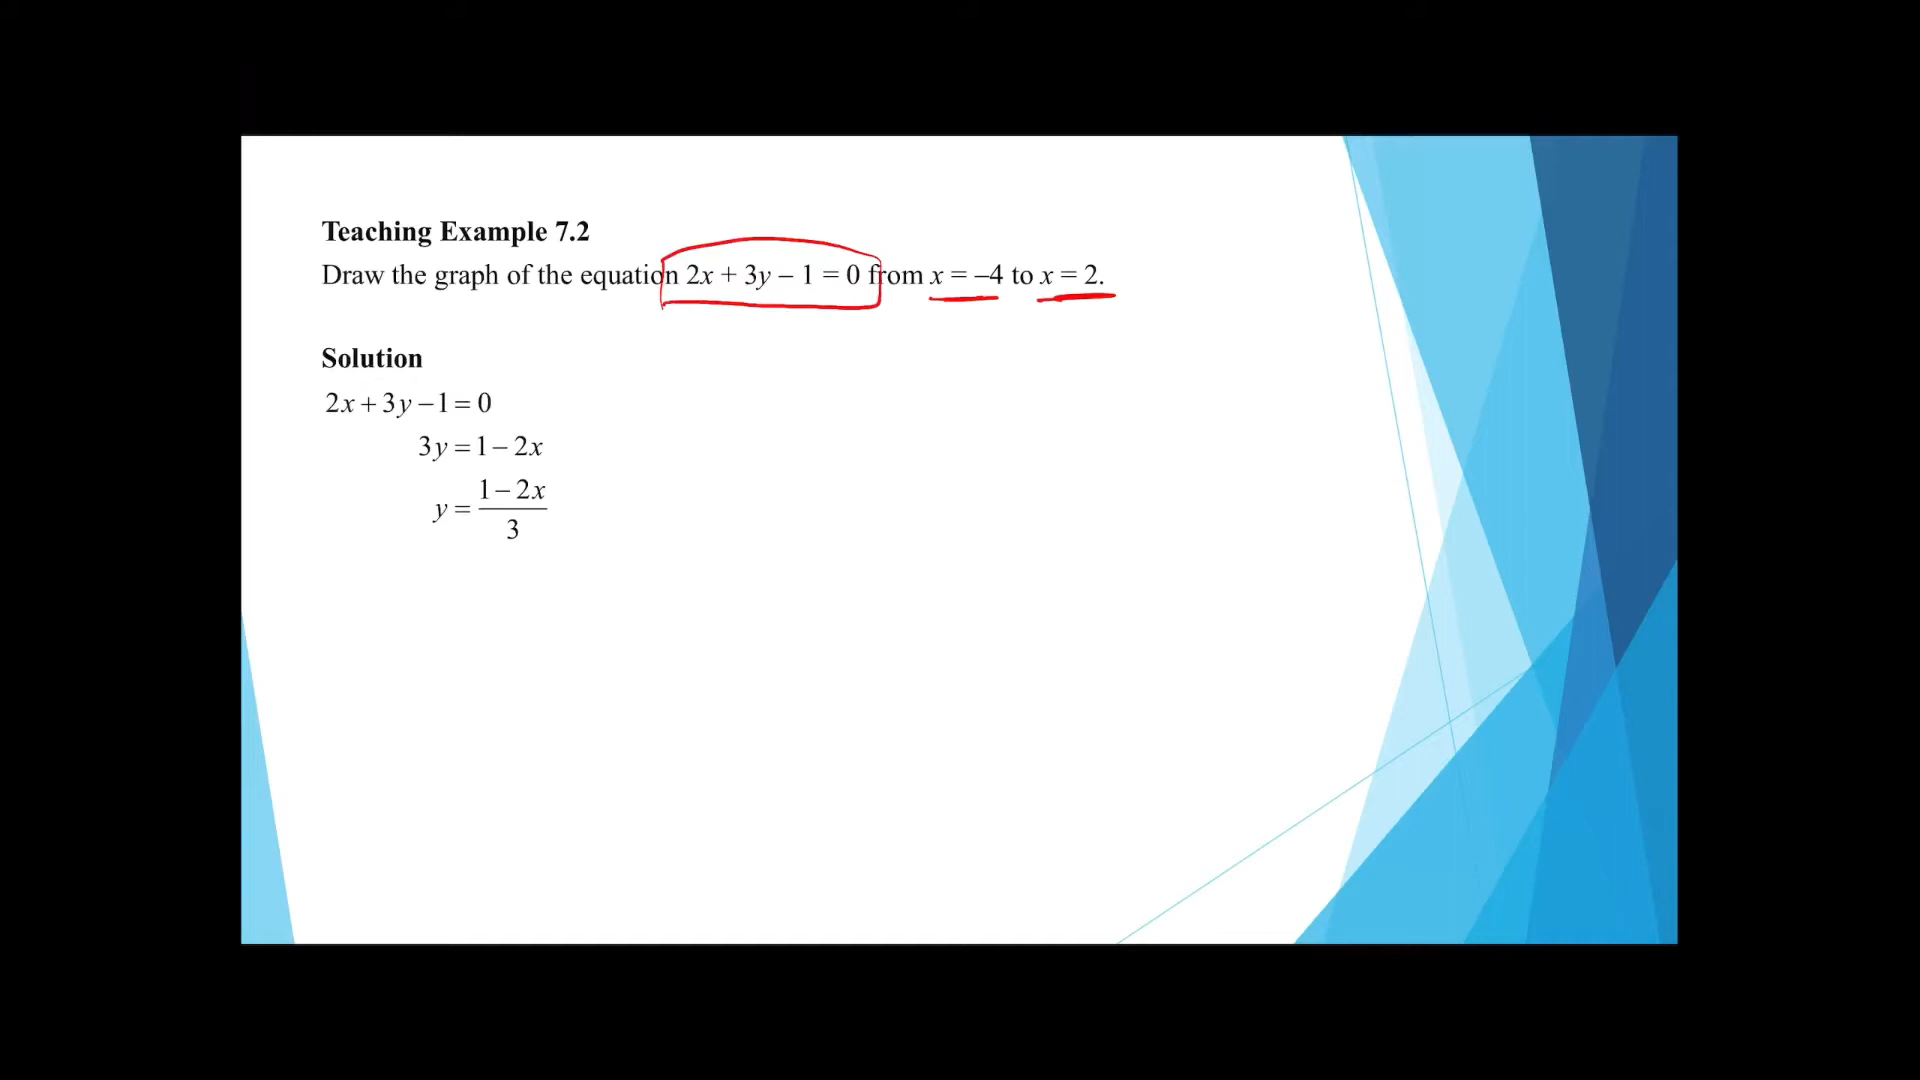 Teaching Example 7.2
Draw the graph of the equation 2x + 3y – 1 = 0 from x = –4 to x = 2.
Solution
2x + 3y – 1 = 0
3y = 1 – 2x
y = (1 – 2x)/3